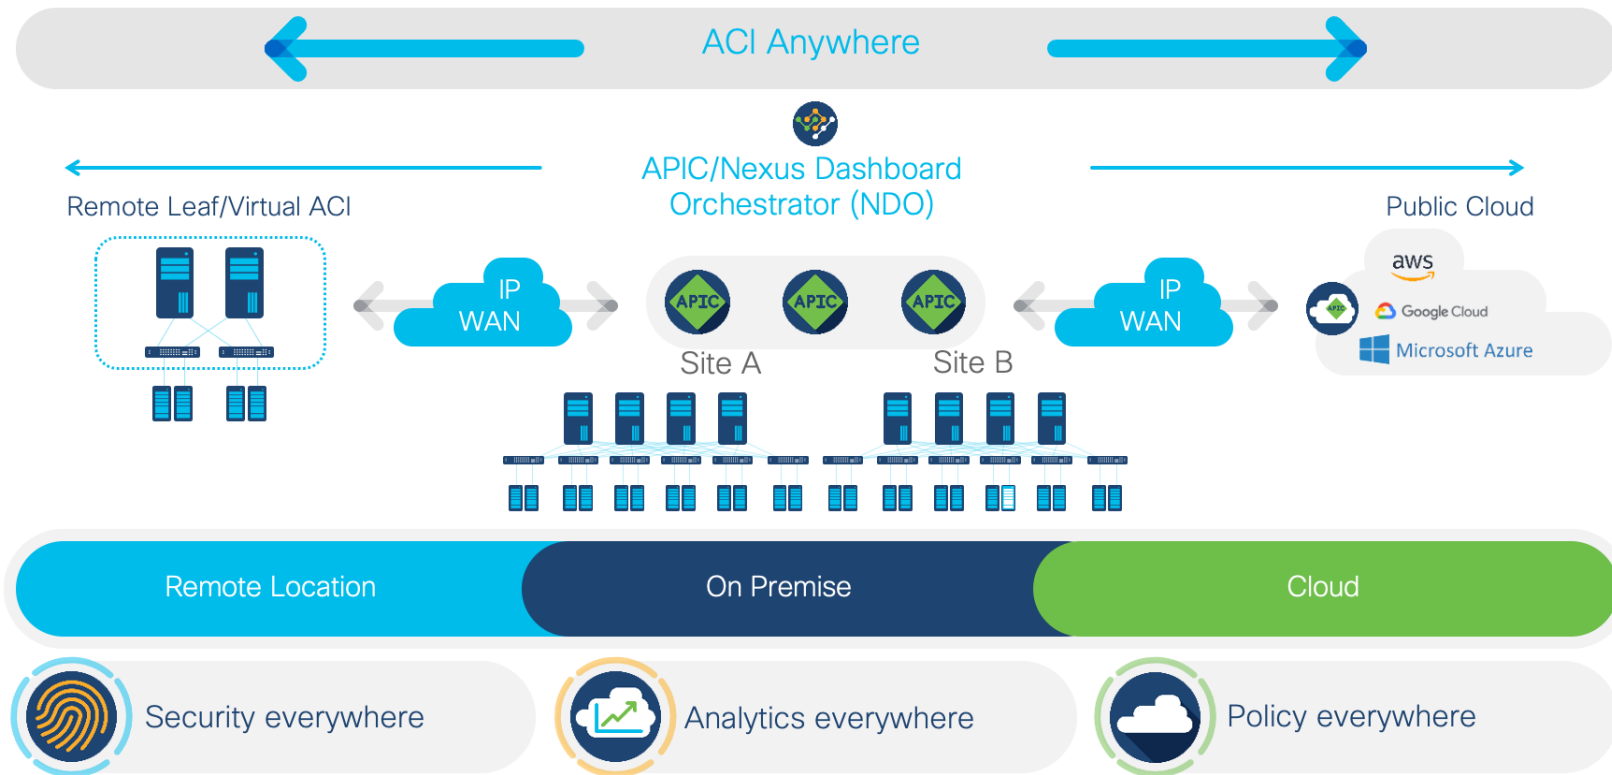 ACI Anywhere
APIC/Nexus Dashboard
Orchestrator (NDO)
Remote Leaf/Virtual ACI
Public Cloud
IP
WAN
APIC
APIC
APIC
IP
WAN
aws
APIC
Google Cloud
Microsoft Azure
Site A
Site B
Remote Location
On Premise
Cloud
Security everywhere
Analytics everywhere
Policy everywhere